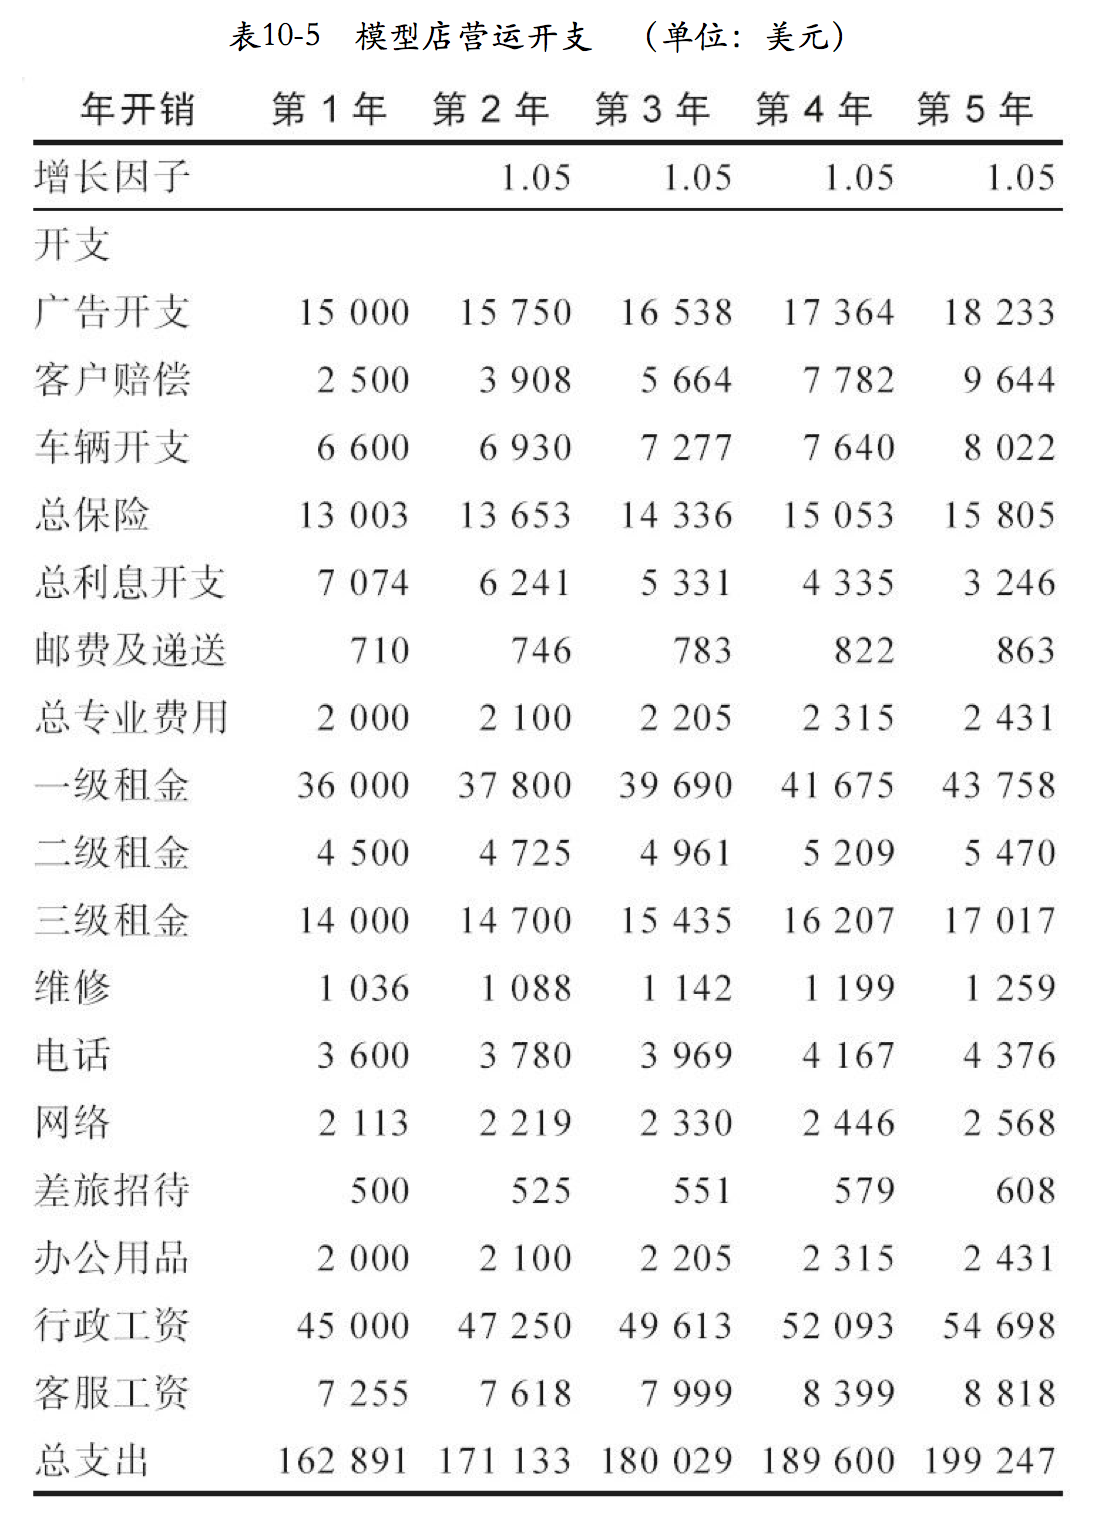 表10-5 模型店营运开支 （单位：美元）
年开销 第1年 第2年 第3年 第4年 第5年
增长因子 1.05 1.05 1.05 1.05
开支
广告开支 15 000 15 750 16 538 17 364 18 233
客户赔偿 2 500 3 908 5 664 7 782 9 644
车辆开支 6 600 6 930 7 277 7 640 8 022
总保险 13 003 13 653 14 336 15 053 15 805
总利息开支 7 074 6 241 5 331 4 335 3 246
邮费及递送 710 746 783 822 863
总专业费用 2 000 2 100 2 205 2 315 2 431
一级租金 36 000 37 800 39 690 41 675 43 758
二级租金 4 500 4 725 4 961 5 209 5 470
三级租金 14 000 14 700 15 435 16 207 17 017
维修 1 036 1 088 1 142 1 199 1 259
电话 3 600 3 780 3 969 4 167 4 376
网络 2 113 2 219 2 330 2 446 2 568
差旅招待 500 525 551 579 608
办公用品 2 000 2 100 2 205 2 315 2 431
行政工资 45 000 47 250 49 613 52 093 54 698
客服工资 7 255 7 618 7 999 8 399 8 818
总支出 162 891 171 133 180 029 189 600 199 247